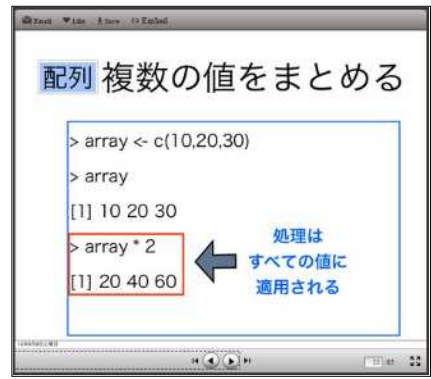 Email Like Save Embed
配列 複数の値をまとめる
> array <- c(10,20,30)
> array
[1] 10 20 30
> array * 2
[1] 20 40 60
処理は
すべての値に
適用される